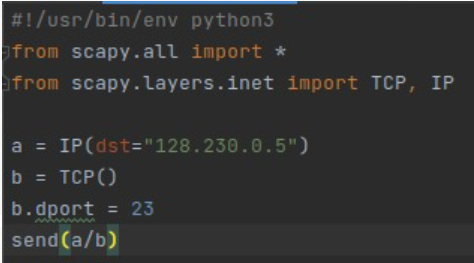 #!/usr/bin/env python3
from scapy.all import *
from scapy.layers.inet import TCP, IP
a = IP(dst="128.230.0.5")
b = TCP()
b.dport = 23
send(a/b)